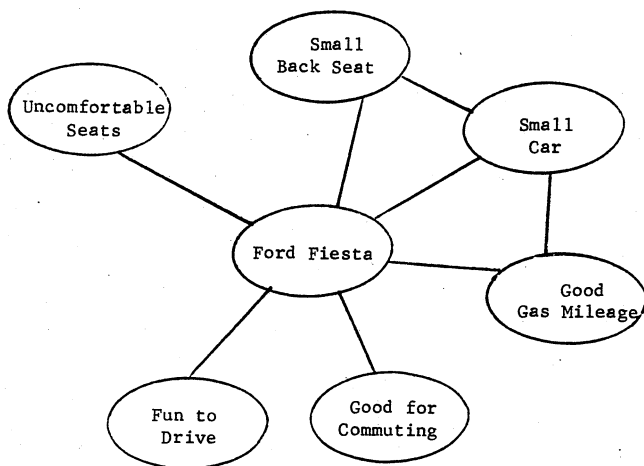 Small
Back Seat
Uncomfortable
Seats
Small
Car
Ford Fiesta
Good
Gas Mileage
Fun to
Drive
Good for
Commuting